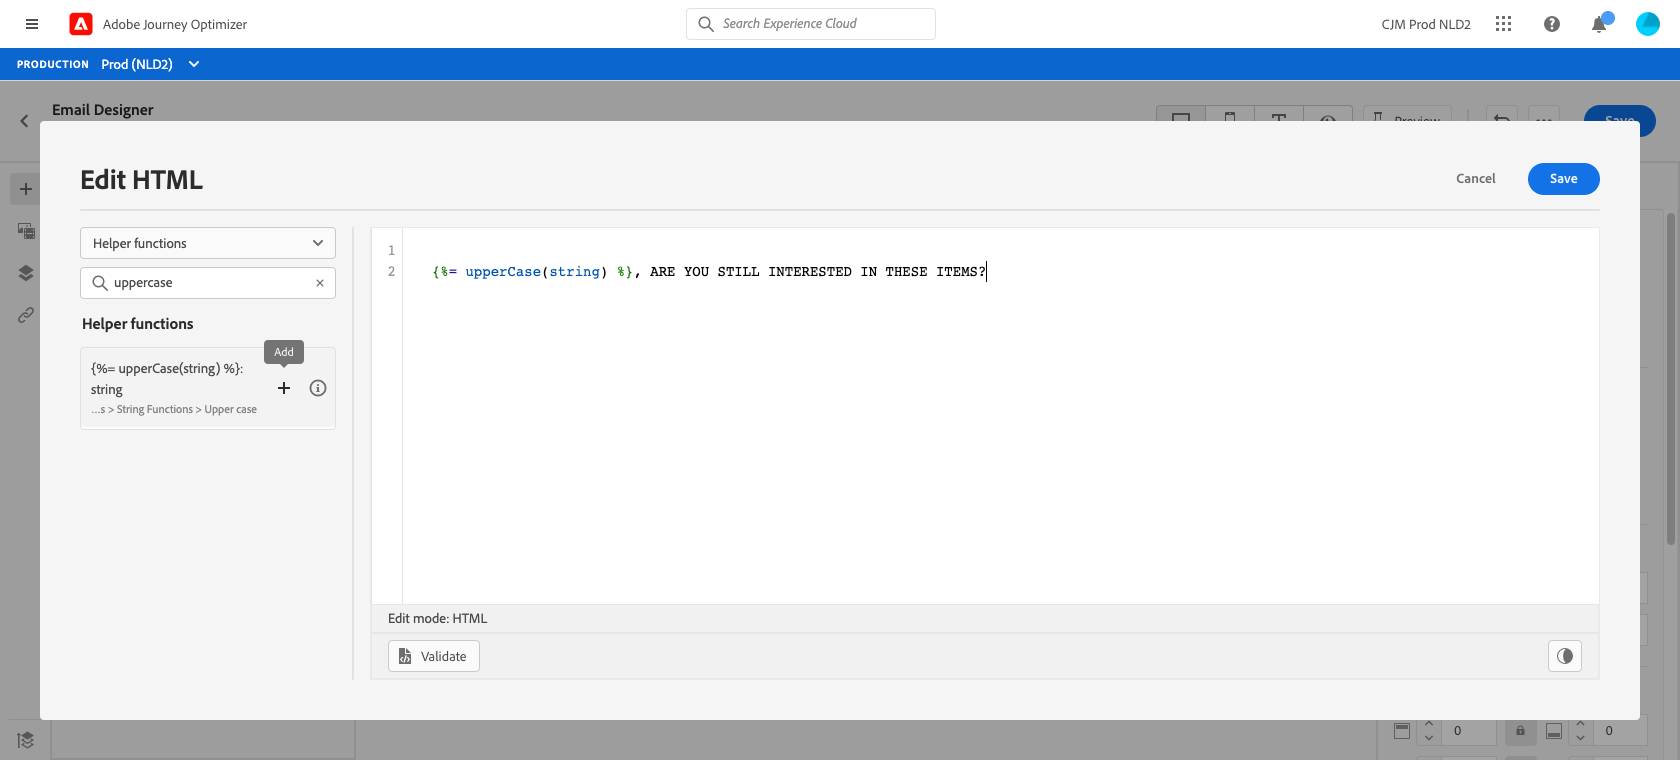 Adobe Journey Optimizer
Search Experience Cloud
CJM Prod NLD2
PRODUCTION Prod (NLD2)
Email Designer
Preview
Save
Edit HTML
Cancel
Save
Helper functions
uppercase
Helper functions
Add
{%= upperCase(string) %}:
string
...s > String Functions > Upper case
1
2 {%= upperCase(string) %}, ARE YOU STILL INTERESTED IN THESE ITEMS?
Edit mode: HTML
Validate
0
0